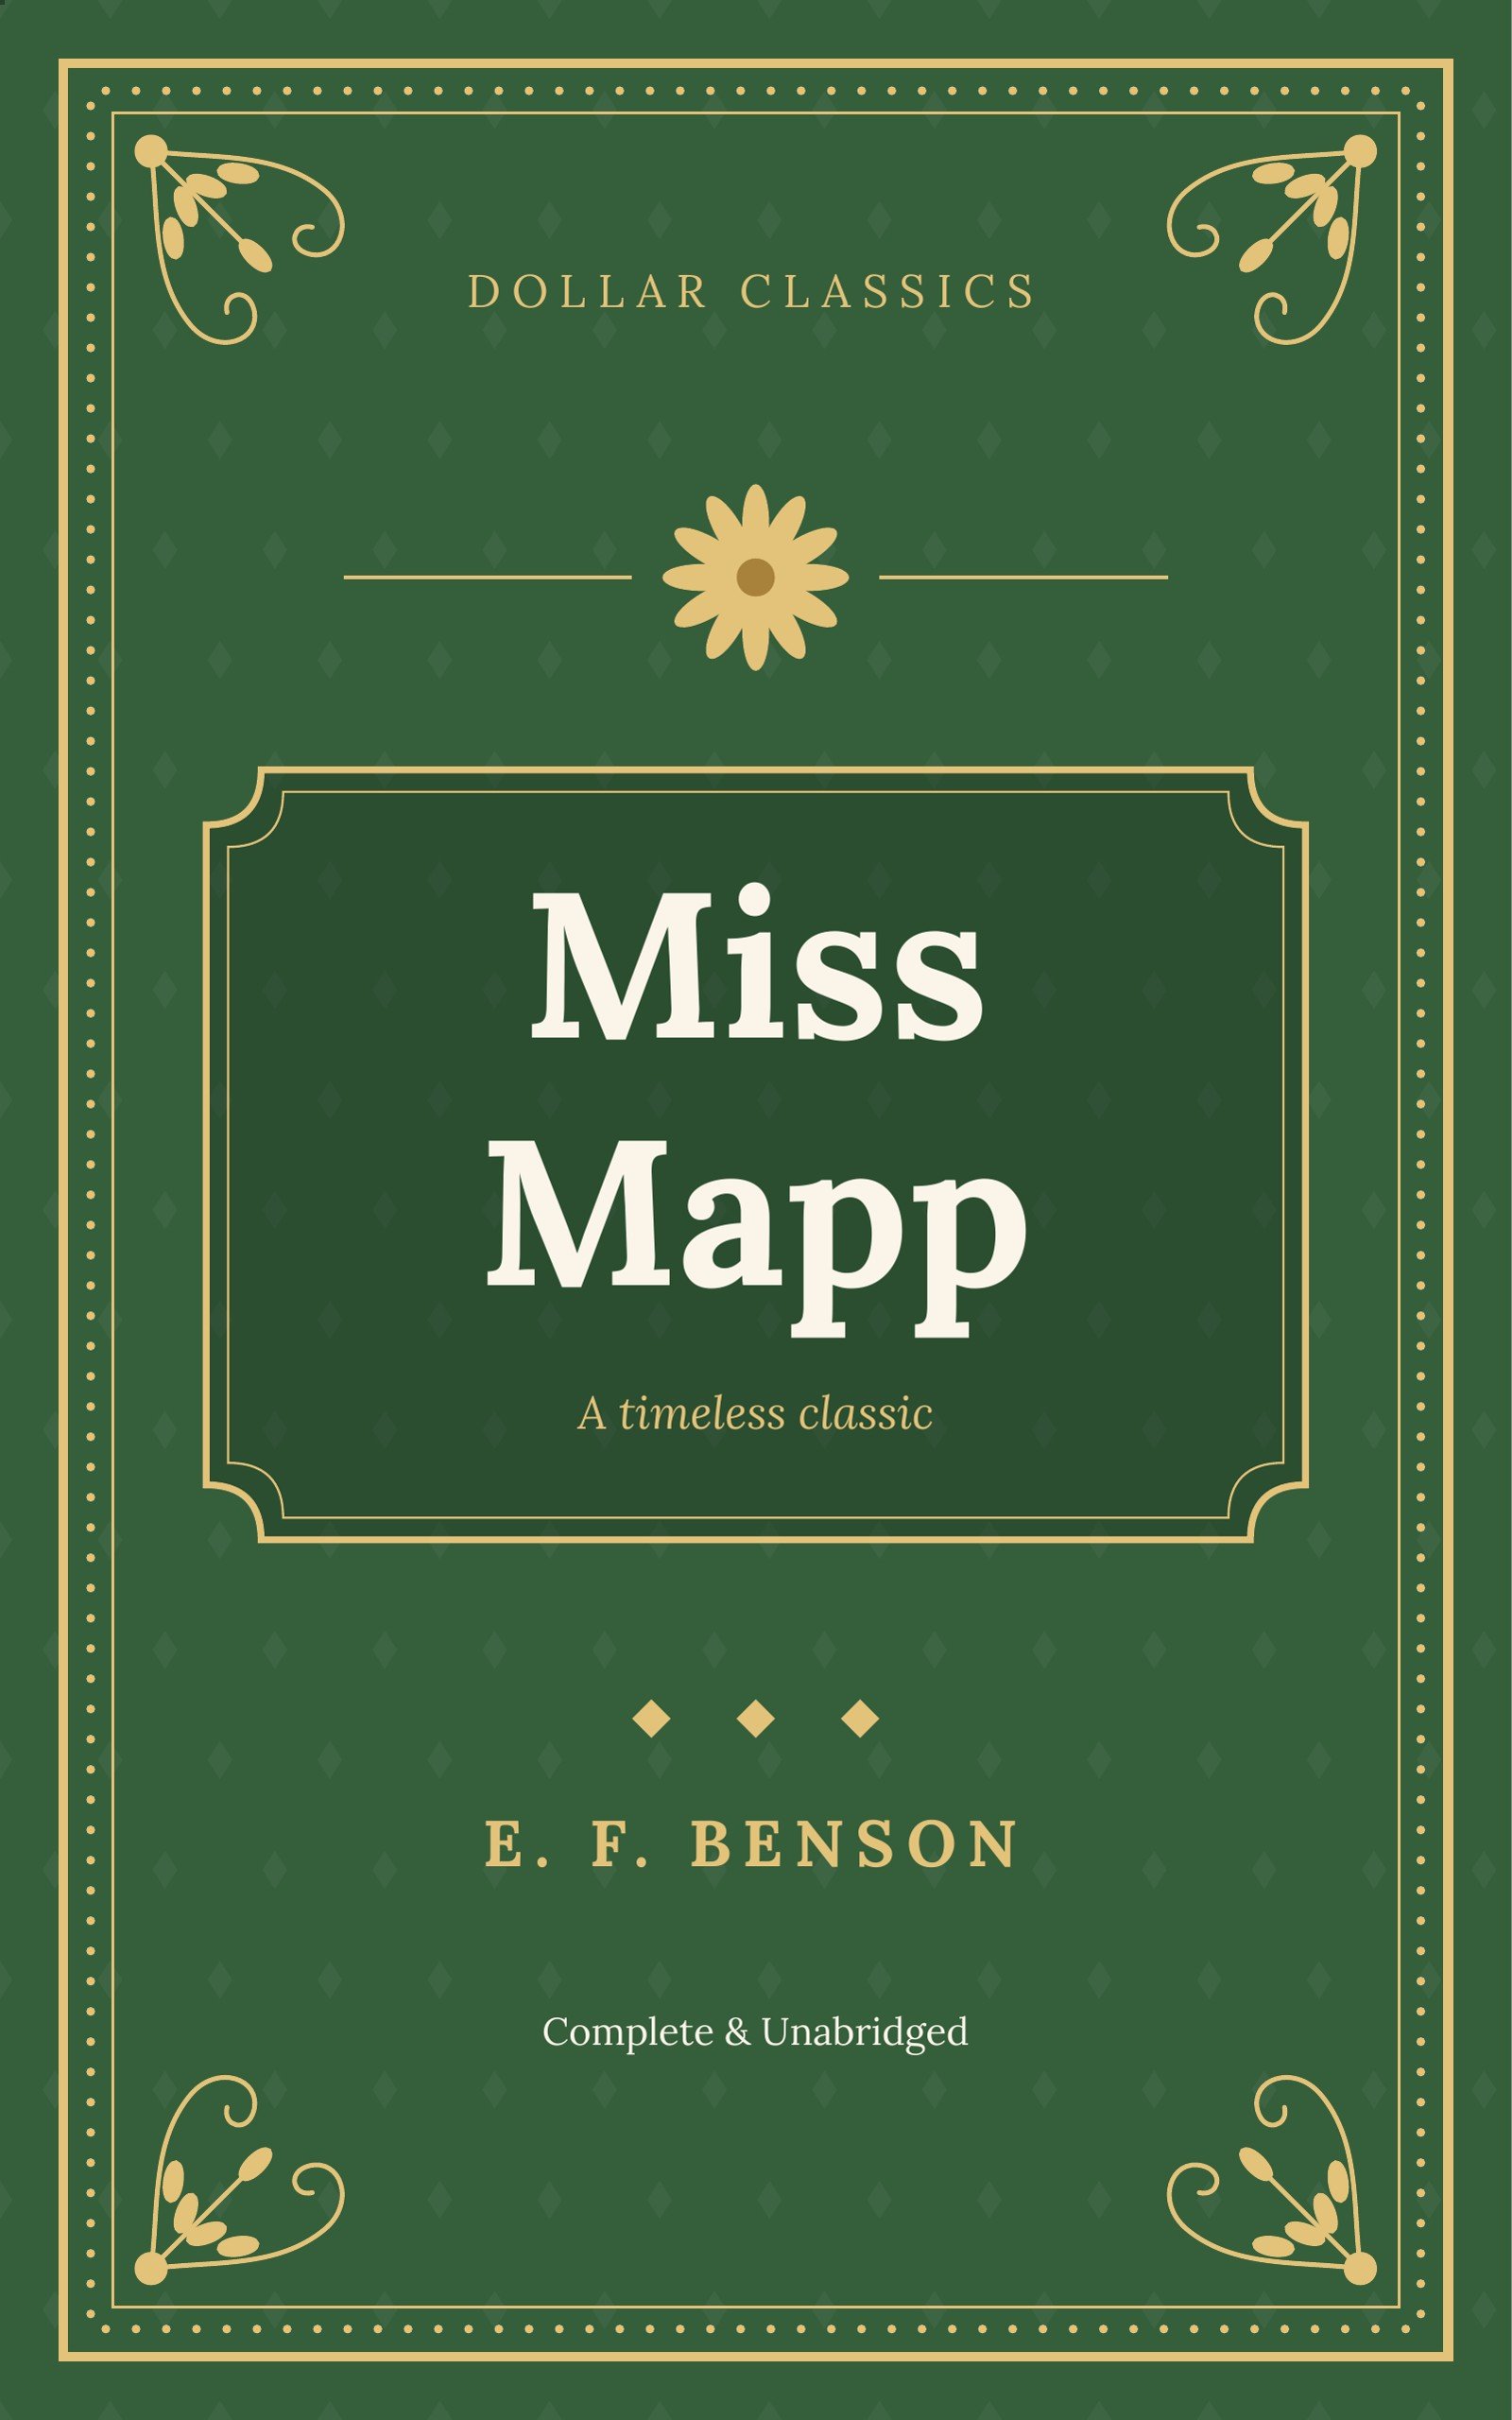 DOLLAR CLASSICS
Miss
Mapp
A timeless classic
E. F. BENSON
Complete & Unabridged